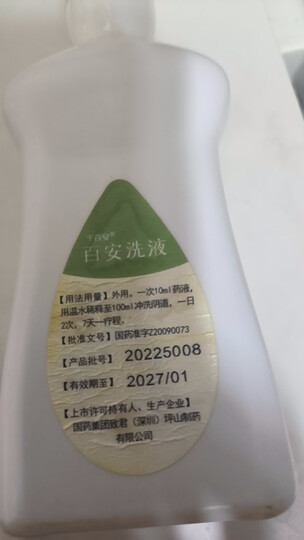 千百安®
百安洗液
【用法用量】外用。一次10ml药液,
用温水稀释至100ml冲洗阴道,一日
2次,7天一疗程。
【批准文号】国药准字Z20090073
【产品批号】20225008
【有效期至】2027/01
【上市许可持有人、生产企业】
国药集团致君(深圳)坪山制药
有限公司